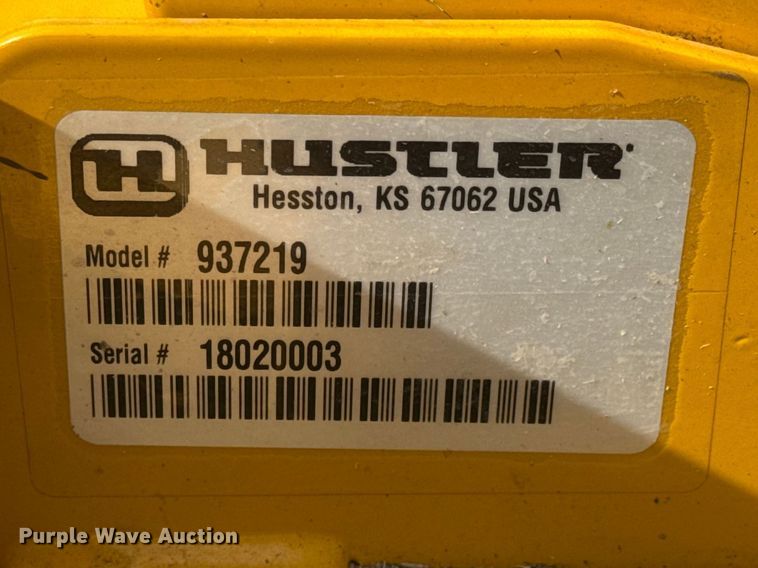 H HUSTLER
Hesston, KS 67062 USA
Model # 937219
Serial # 18020003
Purple Wave Auction